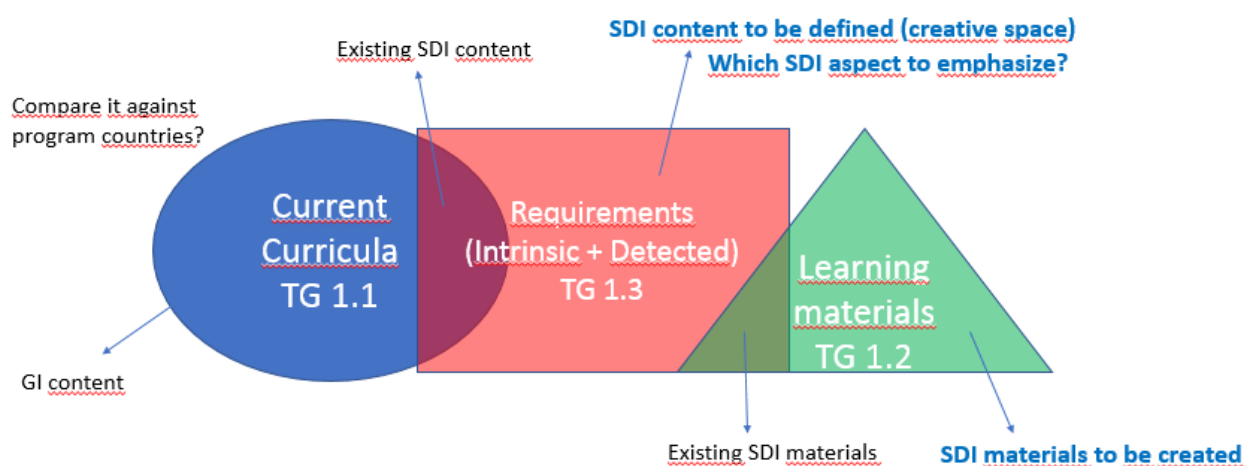 SDI content to be defined (creative space)
Existing SDI content
Which SDI aspect to emphasize?
Compare it against
program countries?
Current
Curricula
TG 1.1
Requirements
(Intrinsic + Detected)
TG 1.3
Learning
materials
TG 1.2
GI content
Existing SDI materials
SDI materials to be created